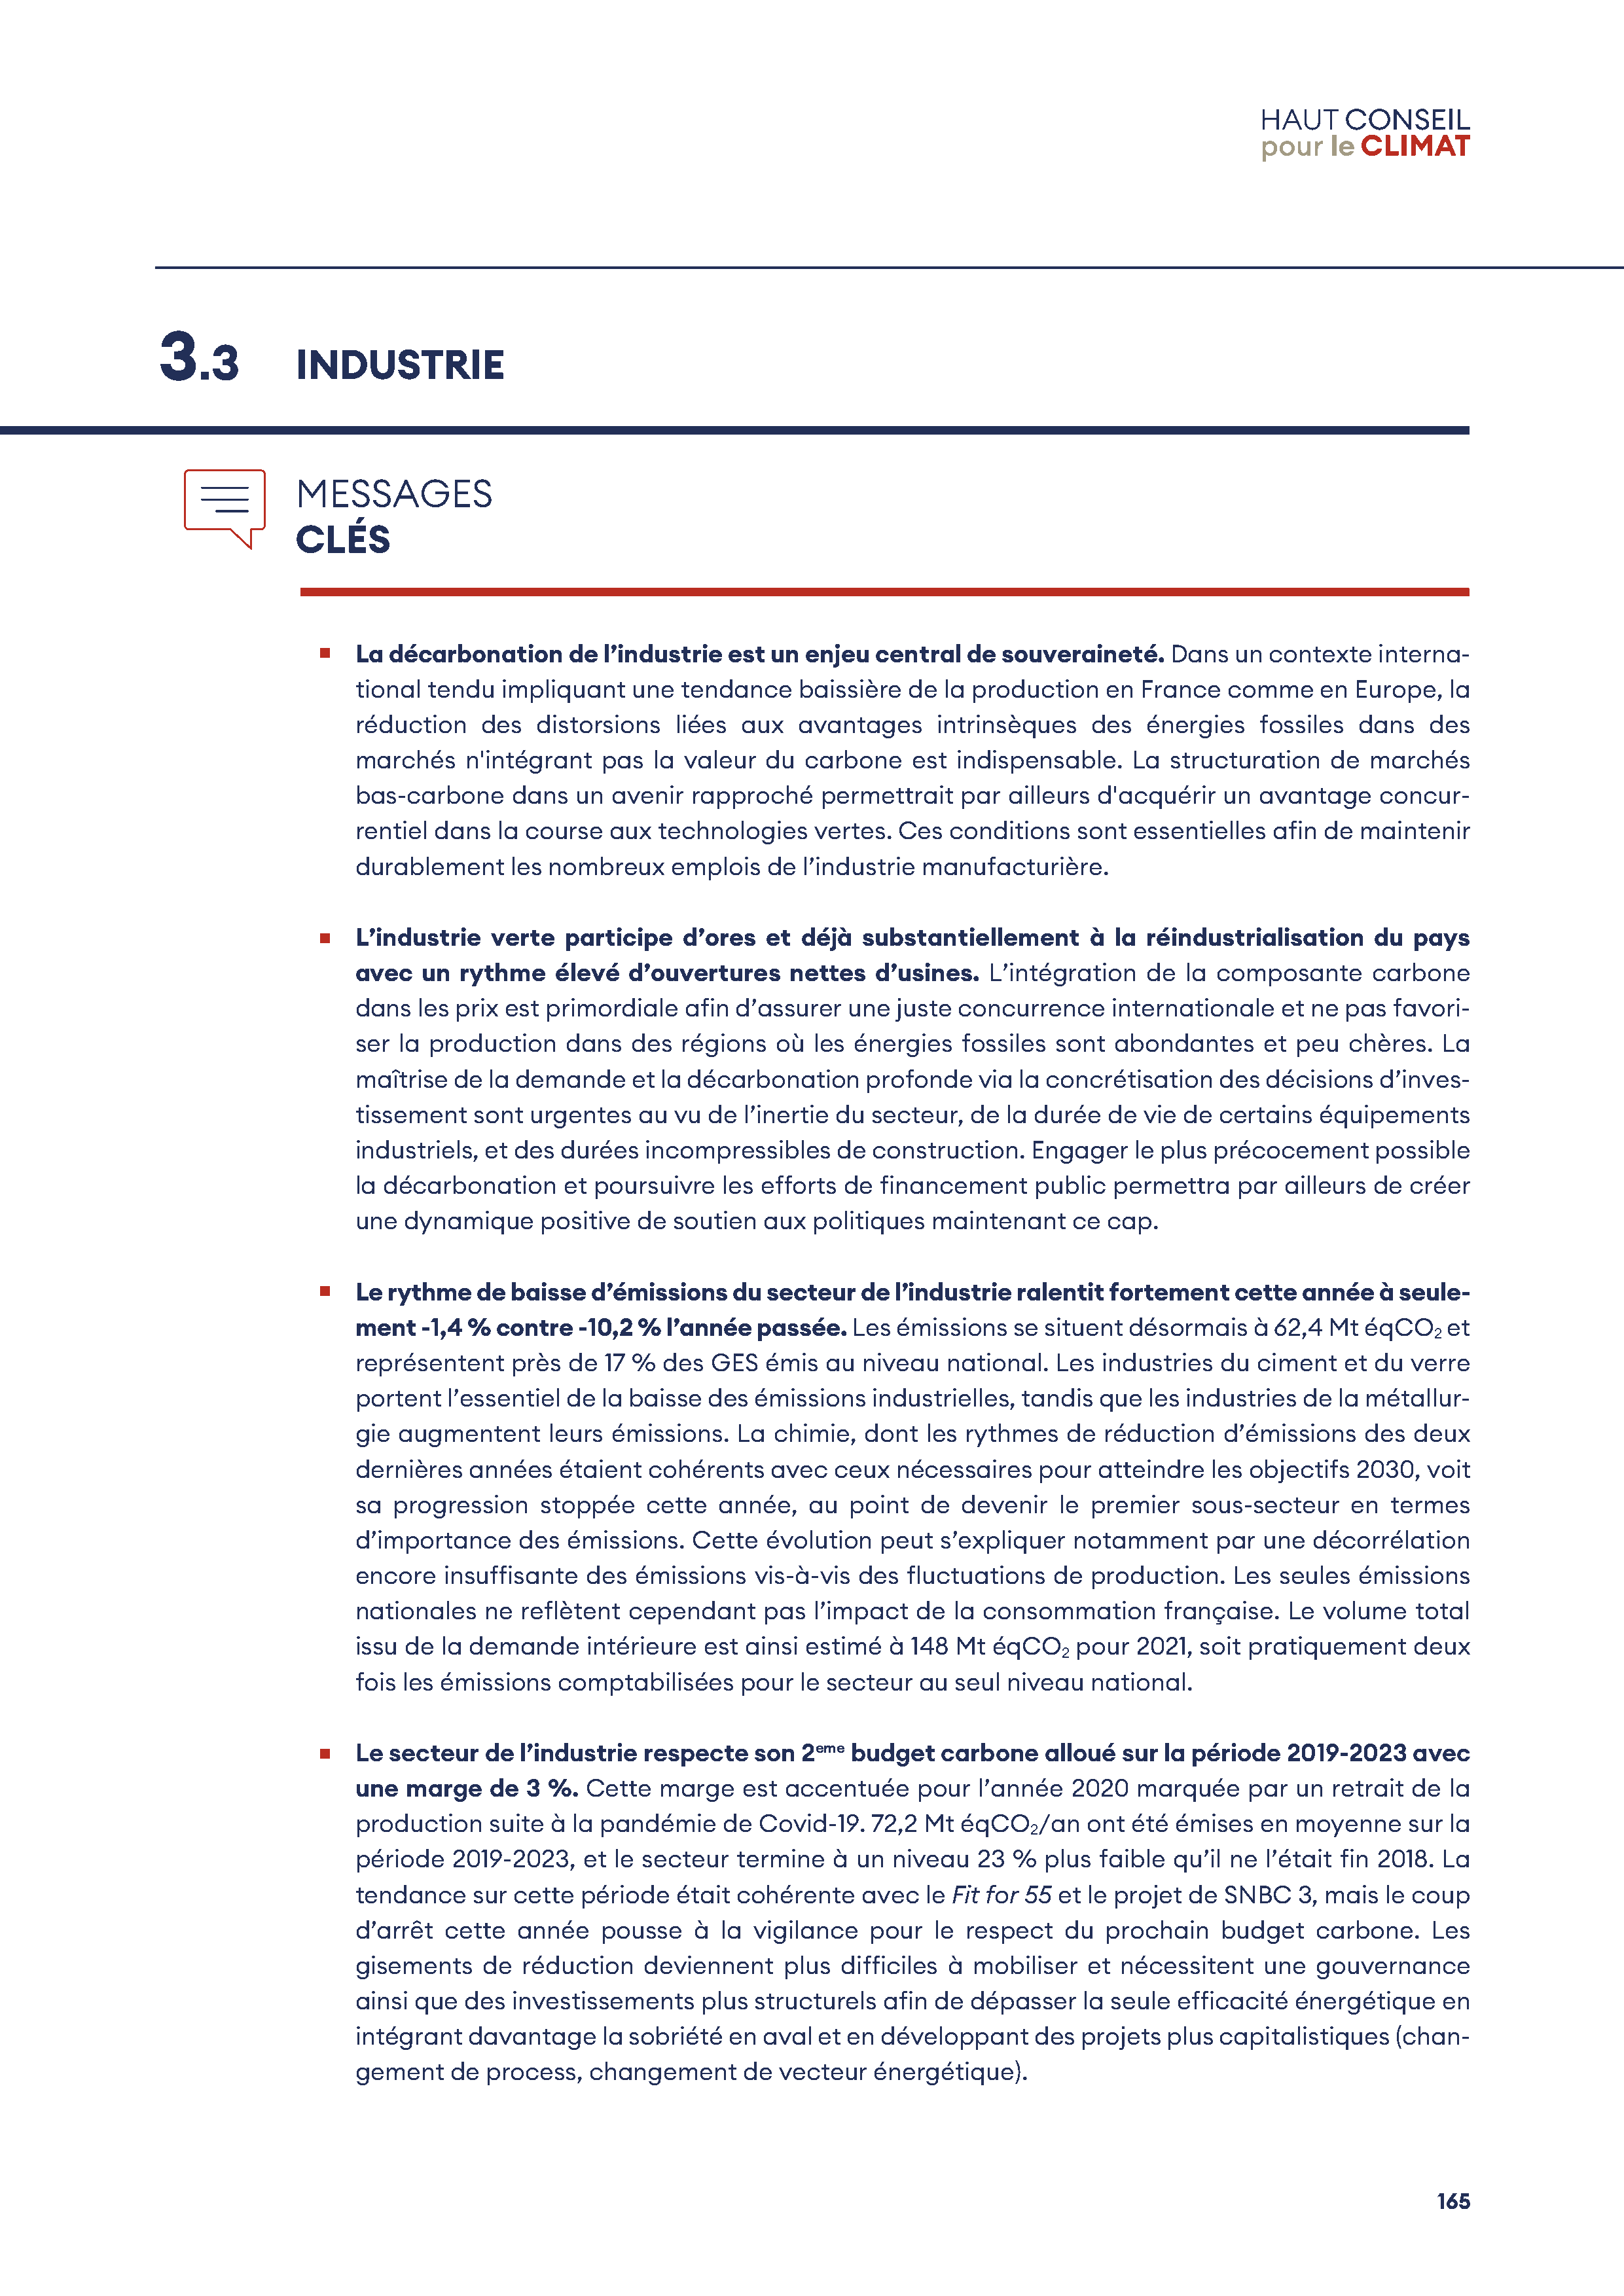 HAUT CONSEIL
pour le CLIMAT
3.3 INDUSTRIE
MESSAGES
CLÉS
▪ La décarbonation de l’industrie est un enjeu central de souveraineté. Dans un contexte interna-
tional tendu impliquant une tendance baissière de la production en France comme en Europe, la
réduction des distorsions liées aux avantages intrinsèques des énergies fossiles dans des
marchés n'intégrant pas la valeur du carbone est indispensable. La structuration de marchés
bas-carbone dans un avenir rapproché permettrait par ailleurs d'acquérir un avantage concur-
rentiel dans la course aux technologies vertes. Ces conditions sont essentielles afin de maintenir
durablement les nombreux emplois de l’industrie manufacturière.
▪ L’industrie verte participe d’ores et déjà substantiellement à la réindustrialisation du pays
avec un rythme élevé d’ouvertures nettes d’usines. L’intégration de la composante carbone
dans les prix est primordiale afin d’assurer une juste concurrence internationale et ne pas favori-
ser la production dans des régions où les énergies fossiles sont abondantes et peu chères. La
maîtrise de la demande et la décarbonation profonde via la concrétisation des décisions d’inves-
tissement sont urgentes au vu de l’inertie du secteur, de la durée de vie de certains équipements
industriels, et des durées incompressibles de construction. Engager le plus précocement possible
la décarbonation et poursuivre les efforts de financement public permettra par ailleurs de créer
une dynamique positive de soutien aux politiques maintenant ce cap.
▪ Le rythme de baisse d’émissions du secteur de l’industrie ralentit fortement cette année à seule-
ment -1,4 % contre -10,2 % l’année passée. Les émissions se situent désormais à 62,4 Mt éqCO₂ et
représentent près de 17 % des GES émis au niveau national. Les industries du ciment et du verre
portent l’essentiel de la baisse des émissions industrielles, tandis que les industries de la métallur-
gie augmentent leurs émissions. La chimie, dont les rythmes de réduction d’émissions des deux
dernières années étaient cohérents avec ceux nécessaires pour atteindre les objectifs 2030, voit
sa progression stoppée cette année, au point de devenir le premier sous-secteur en termes
d’importance des émissions. Cette évolution peut s’expliquer notamment par une décorrélation
encore insuffisante des émissions vis-à-vis des fluctuations de production. Les seules émissions
nationales ne reflètent cependant pas l’impact de la consommation française. Le volume total
issu de la demande intérieure est ainsi estimé à 148 Mt éqCO₂ pour 2021, soit pratiquement deux
fois les émissions comptabilisées pour le secteur au seul niveau national.
▪ Le secteur de l’industrie respecte son 2ᵉᵐᵉ budget carbone alloué sur la période 2019-2023 avec
une marge de 3 %. Cette marge est accentuée pour l’année 2020 marquée par un retrait de la
production suite à la pandémie de Covid-19. 72,2 Mt éqCO₂/an ont été émises en moyenne sur la
période 2019-2023, et le secteur termine à un niveau 23 % plus faible qu’il ne l’était fin 2018. La
tendance sur cette période était cohérente avec le Fit for 55 et le projet de SNBC 3, mais le coup
d’arrêt cette année pousse à la vigilance pour le respect du prochain budget carbone. Les
gisements de réduction deviennent plus difficiles à mobiliser et nécessitent une gouvernance
ainsi que des investissements plus structurels afin de dépasser la seule efficacité énergétique en
intégrant davantage la sobriété en aval et en développant des projets plus capitalistiques (chan-
gement de process, changement de vecteur énergétique).
165